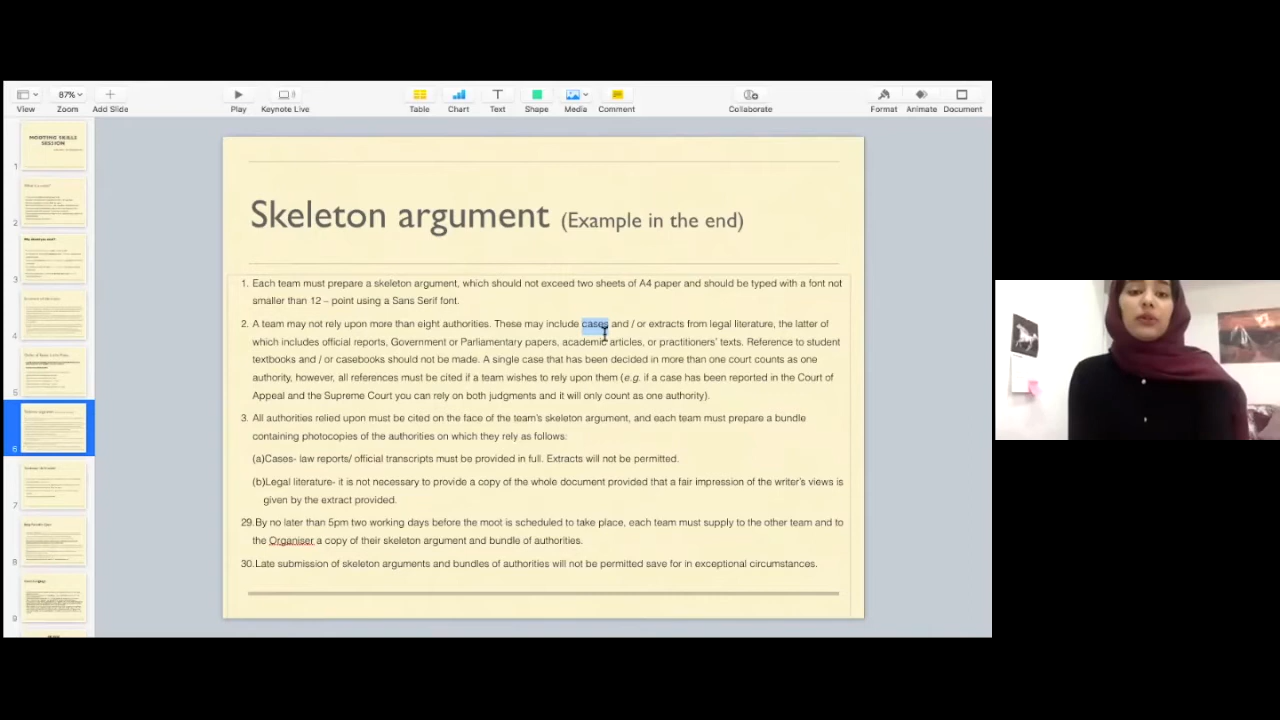 View
87%
Zoom
Add Slide
Play
Keynote Live
Table
Chart
Text
Shape
Media
Comment
Collaborate
Format
Animate
Document
MOOTING SKILLS
SESSION
1
2
3
4
5
6
7
8
9
Skeleton argument (Example in the end)
1. Each team must prepare a skeleton argument, which should not exceed two sheets of A4 paper and should be typed with a font not
smaller than 12 – point using a Sans Serif font.
2. A team may not rely upon more than eight authorities. These may include cases and / or extracts from legal literature, the latter of
which includes official reports, Government or Parliamentary papers, academic articles, or practitioners' texts. Reference to student
textbooks and / or casebooks should not be made. A single case that has been decided in more than one court counts as one
authority, however, all references must be cited if a team wishes to rely upon them (e.g. if a case has been reported in the Court of
Appeal and the Supreme Court you can rely on both judgments and it will only count as one authority).
3. All authorities relied upon must be cited on the face of the team's skeleton argument, and each team must prepare a bundle
containing photocopies of the authorities on which they rely as follows:
(a)Cases- law reports/ official transcripts must be provided in full. Extracts will not be permitted.
(b)Legal literature- it is not necessary to provide a copy of the whole document provided that a fair impression of the writer's views is
given by the extract provided.
29.By no later than 5pm two working days before the moot is scheduled to take place, each team must supply to the other team and to
the Organiser a copy of their skeleton argument and bundle of authorities.
30.Late submission of skeleton arguments and bundles of authorities will not be permitted save for in exceptional circumstances.